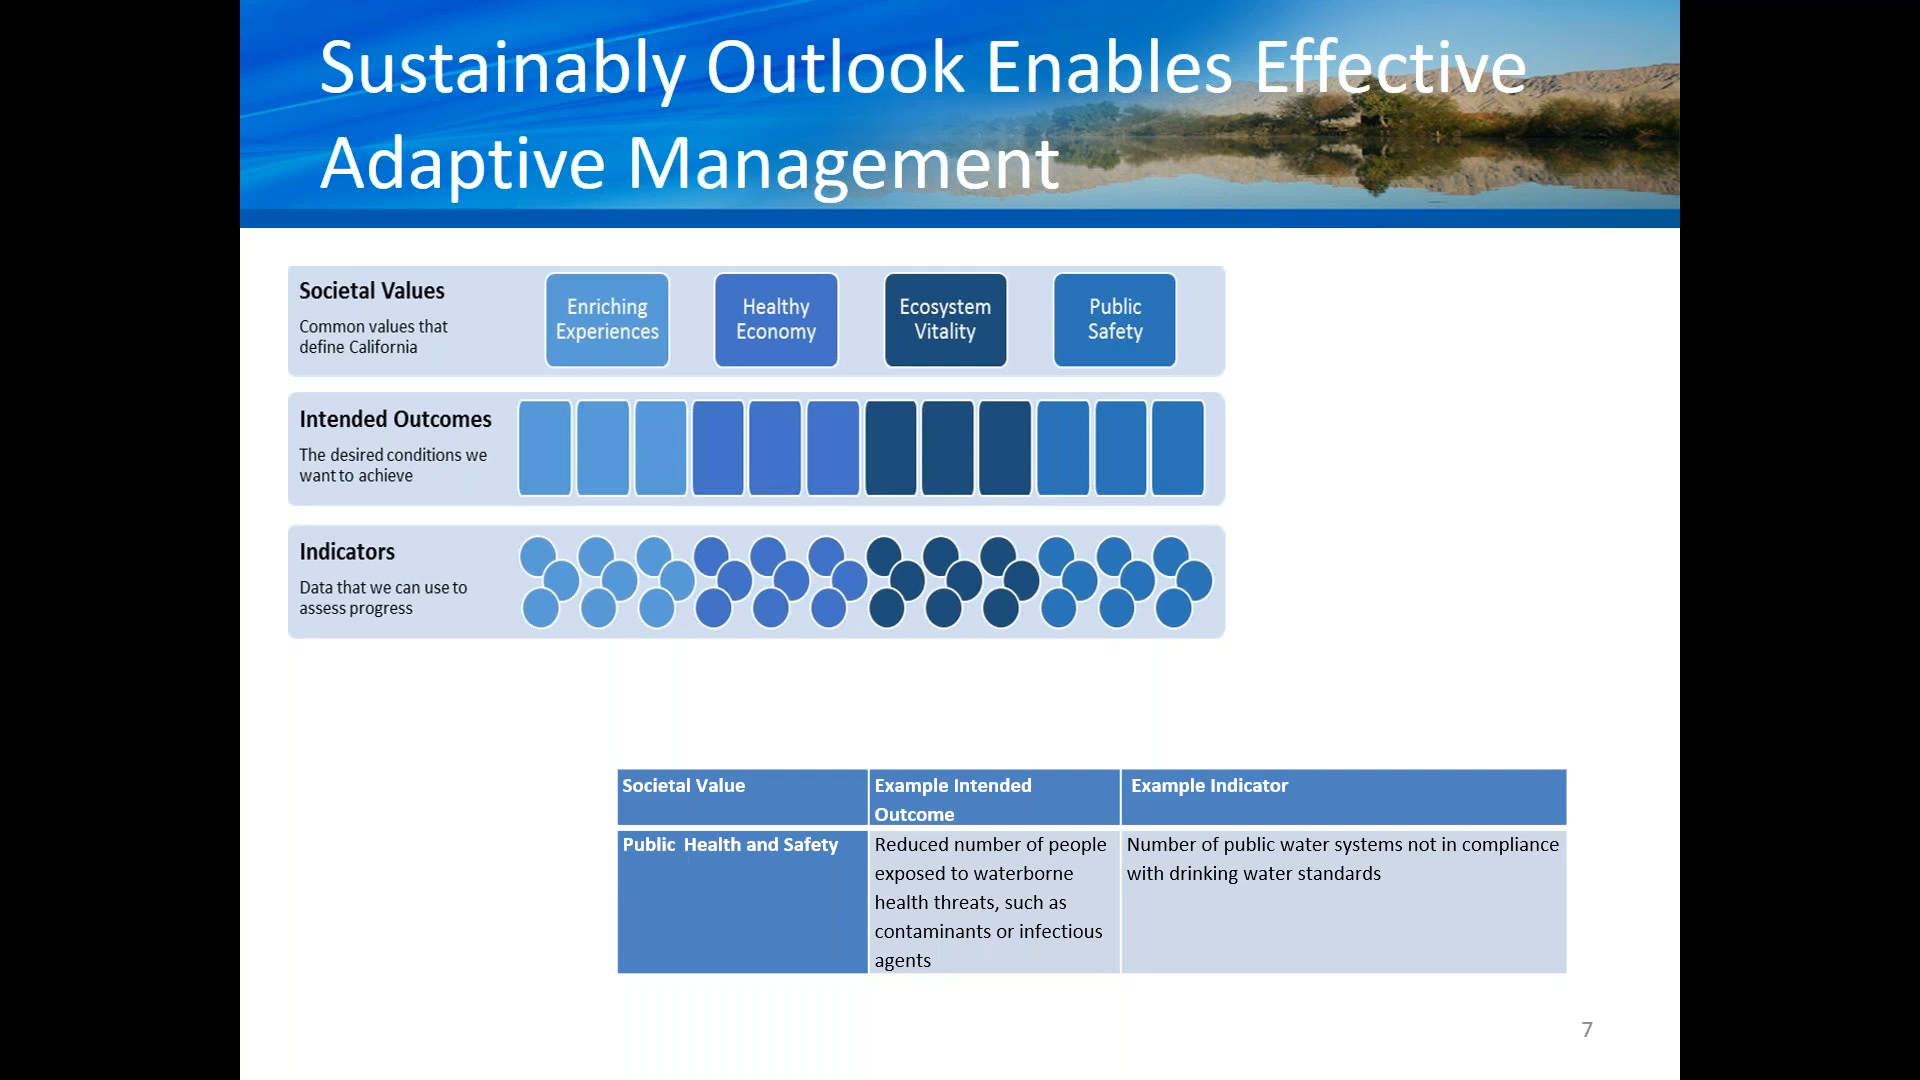 Sustainably Outlook Enables Effective
Adaptive Management
Societal Values
Common values that
define California
Enriching
Experiences
Healthy
Economy
Ecosystem
Vitality
Public
Safety
Intended Outcomes
The desired conditions we
want to achieve
Indicators
Data that we can use to
assess progress
Societal Value
Example Intended
Outcome
Example Indicator
Public Health and Safety
Reduced number of people
exposed to waterborne
health threats, such as
contaminants or infectious
agents
Number of public water systems not in compliance
with drinking water standards
7